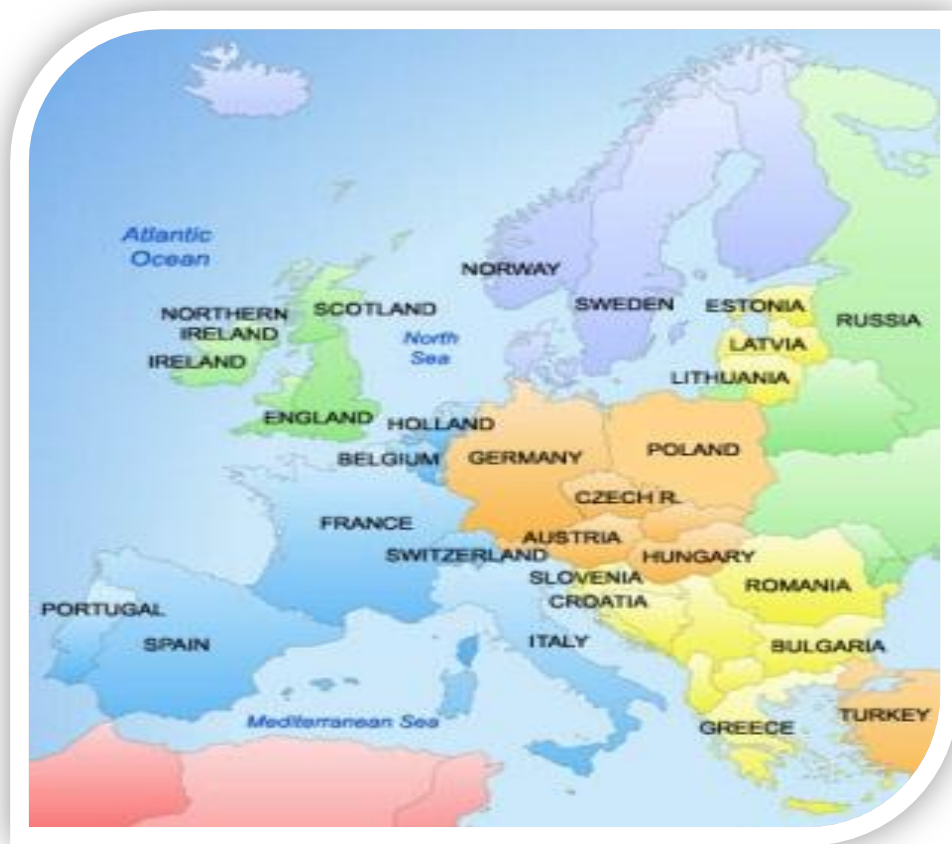 Atlantic
Ocean
NORWAY
SWEDEN
ESTONIA
RUSSIA
NORTHERN
IRELAND
SCOTLAND
North
Sea
LATVIA
IRELAND
LITHUANIA
ENGLAND
HOLLAND
BELGIUM
GERMANY
POLAND
CZECH R.
FRANCE
AUSTRIA
SWITZERLAND
HUNGARY
SLOVENIA
ROMANIA
CROATIA
PORTUGAL
SPAIN
ITALY
BULGARIA
Mediterranean Sea
GREECE
TURKEY